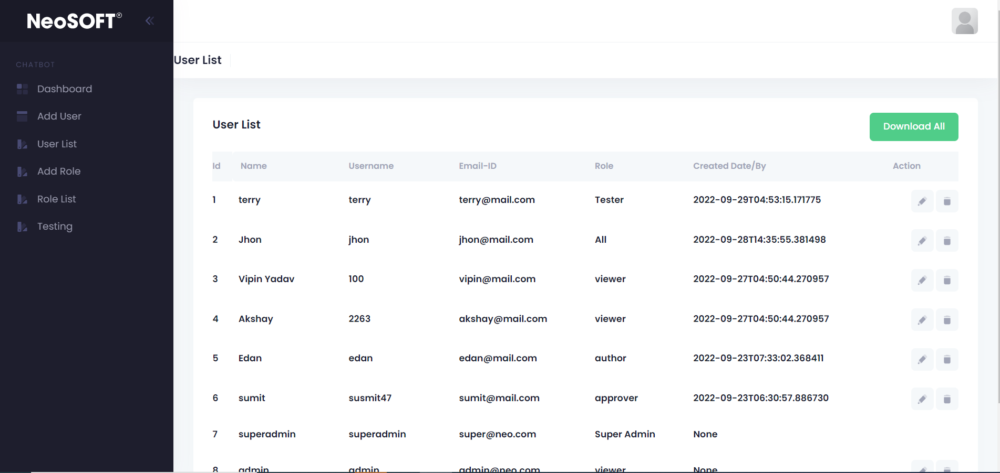 NeoSOFT®
CHATBOT
Dashboard
Add User
User List
Add Role
Role List
Testing
User List
User List
Download All
Id Name Username Email-ID Role Created Date/By Action
1 terry terry terry@mail.com Tester 2022-09-29T04:53:15.171775
2 Jhon jhon jhon@mail.com All 2022-09-28T14:35:55.381498
3 Vipin Yadav 100 vipin@mail.com viewer 2022-09-27T04:50:44.270957
4 Akshay 2263 akshay@mail.com viewer 2022-09-27T04:50:44.270957
5 Edan edan edan@mail.com author 2022-09-23T07:33:02.368411
6 sumit susmit47 sumit@mail.com approver 2022-09-23T06:30:57.886730
7 superadmin superadmin super@neo.com Super Admin None
8 admin admin admin@neo.com viewer None